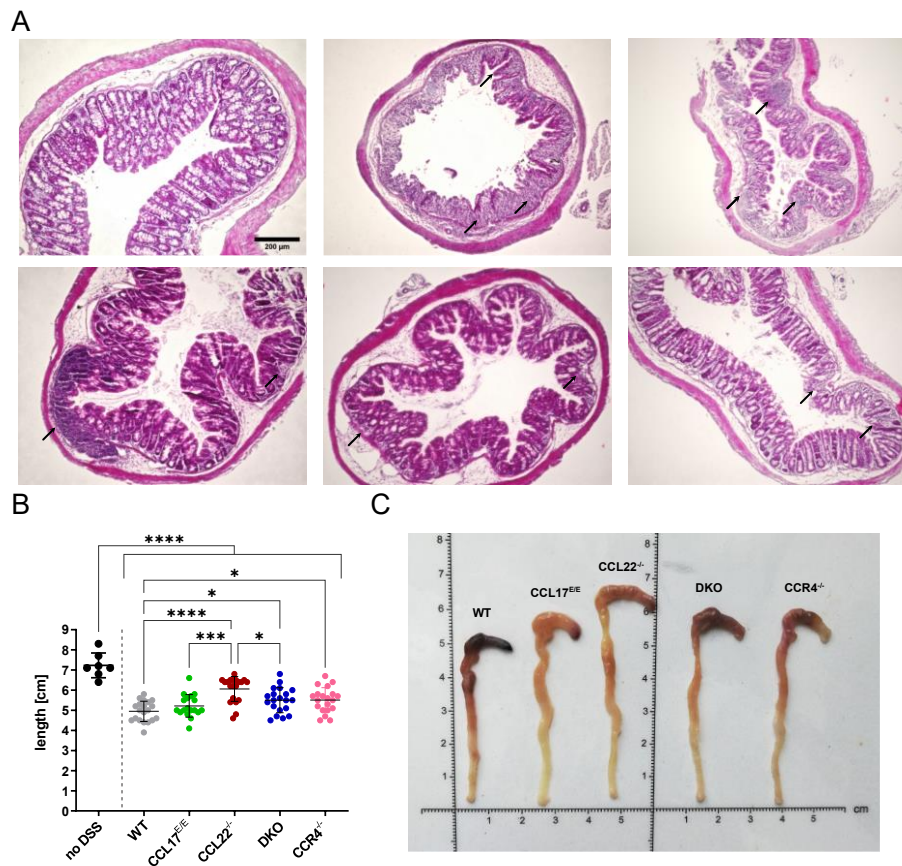 A
200 μm
B
****
*
*
****
***
*
9
8
7
6
5
4
3
2
1
0
length [cm]
no DSS
WT
CCL17E/E
CCL22-/-
DKO
CCR4-/-
C
8
7
6
5
4
3
2
1
WT
CCL17E/E
CCL22-/-
DKO
CCR4-/-
8
7
6
5
4
3
2
1
1 2 3 4 5
1 2 3 4 5
cm